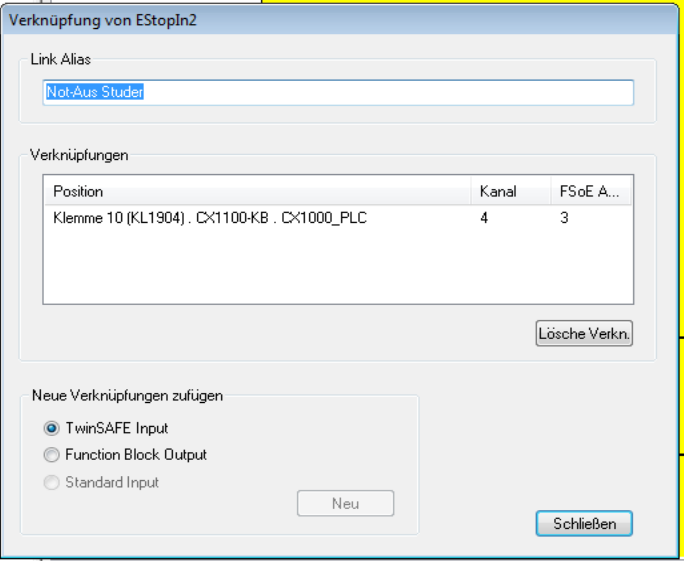 Verknüpfung von EStopIn2
Link Alias
Not-Aus Studer
Verknüpfungen
Position Kanal FSoE A...
Klemme 10 (KL1904) . CX1100-KB . CX1000_PLC 4 3
Lösche Verkn.
Neue Verknüpfungen zufügen
TwinSAFE Input
Function Block Output
Standard Input
Neu
Schließen